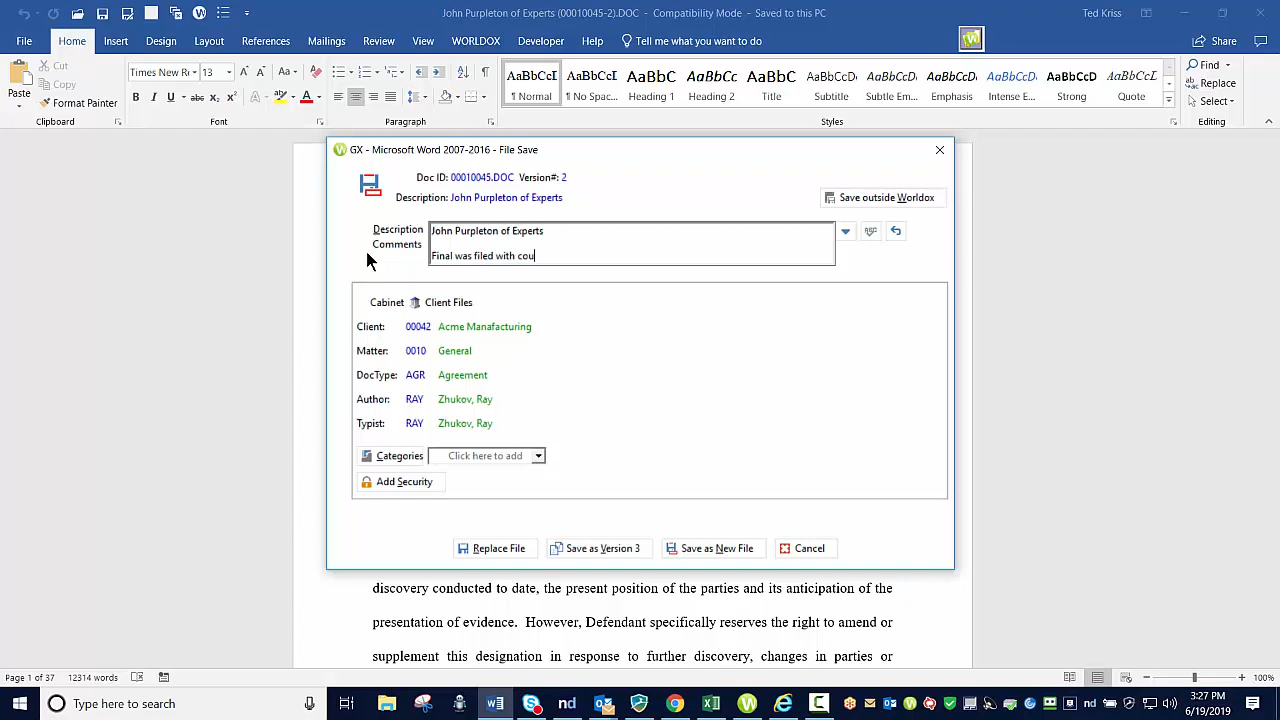 John Purpleton of Experts (00010045-2).DOC - Compatibility Mode - Saved to this PC
Ted Kriss
File Home Insert Design Layout References Mailings Review View WORLDOX Developer Help Tell me what you want to do Share
Paste
Cut
Copy
Format Painter
Times New Ro 13
AaBbCcI AaBbCcI AaBbC AaBbCc AaBbC AaBbCcD AaBbCcI AaBbCcI AaBbCcI AaBbCcD AaBbCcI
¶ Normal ¶ No Spac... Heading 1 Heading 2 Title Subtitle Subtle Em... Emphasis Intense E... Strong Quote
Find
Replace
Select
Clipboard Font Paragraph Styles Editing
GX - Microsoft Word 2007-2016 - File Save
Doc ID: 00010045.DOC Version#: 2
Description: John Purpleton of Experts
Save outside Worldox
Description
Comments
John Purpleton of Experts
Final was filed with cou
Cabinet Client Files
Client: 00042 Acme Manafacturing
Matter: 0010 General
DocType: AGR Agreement
Author: RAY Zhukov, Ray
Typist: RAY Zhukov, Ray
Categories Click here to add
Add Security
Replace File Save as Version 3 Save as New File Cancel
discovery conducted to date, the present position of the parties and its anticipation of the
presentation of evidence. However, Defendant specifically reserves the right to amend or
supplement this designation in response to further discovery, changes in parties or
Page 1 of 37 12314 words 100%
Type here to search
3:27 PM
6/19/2019